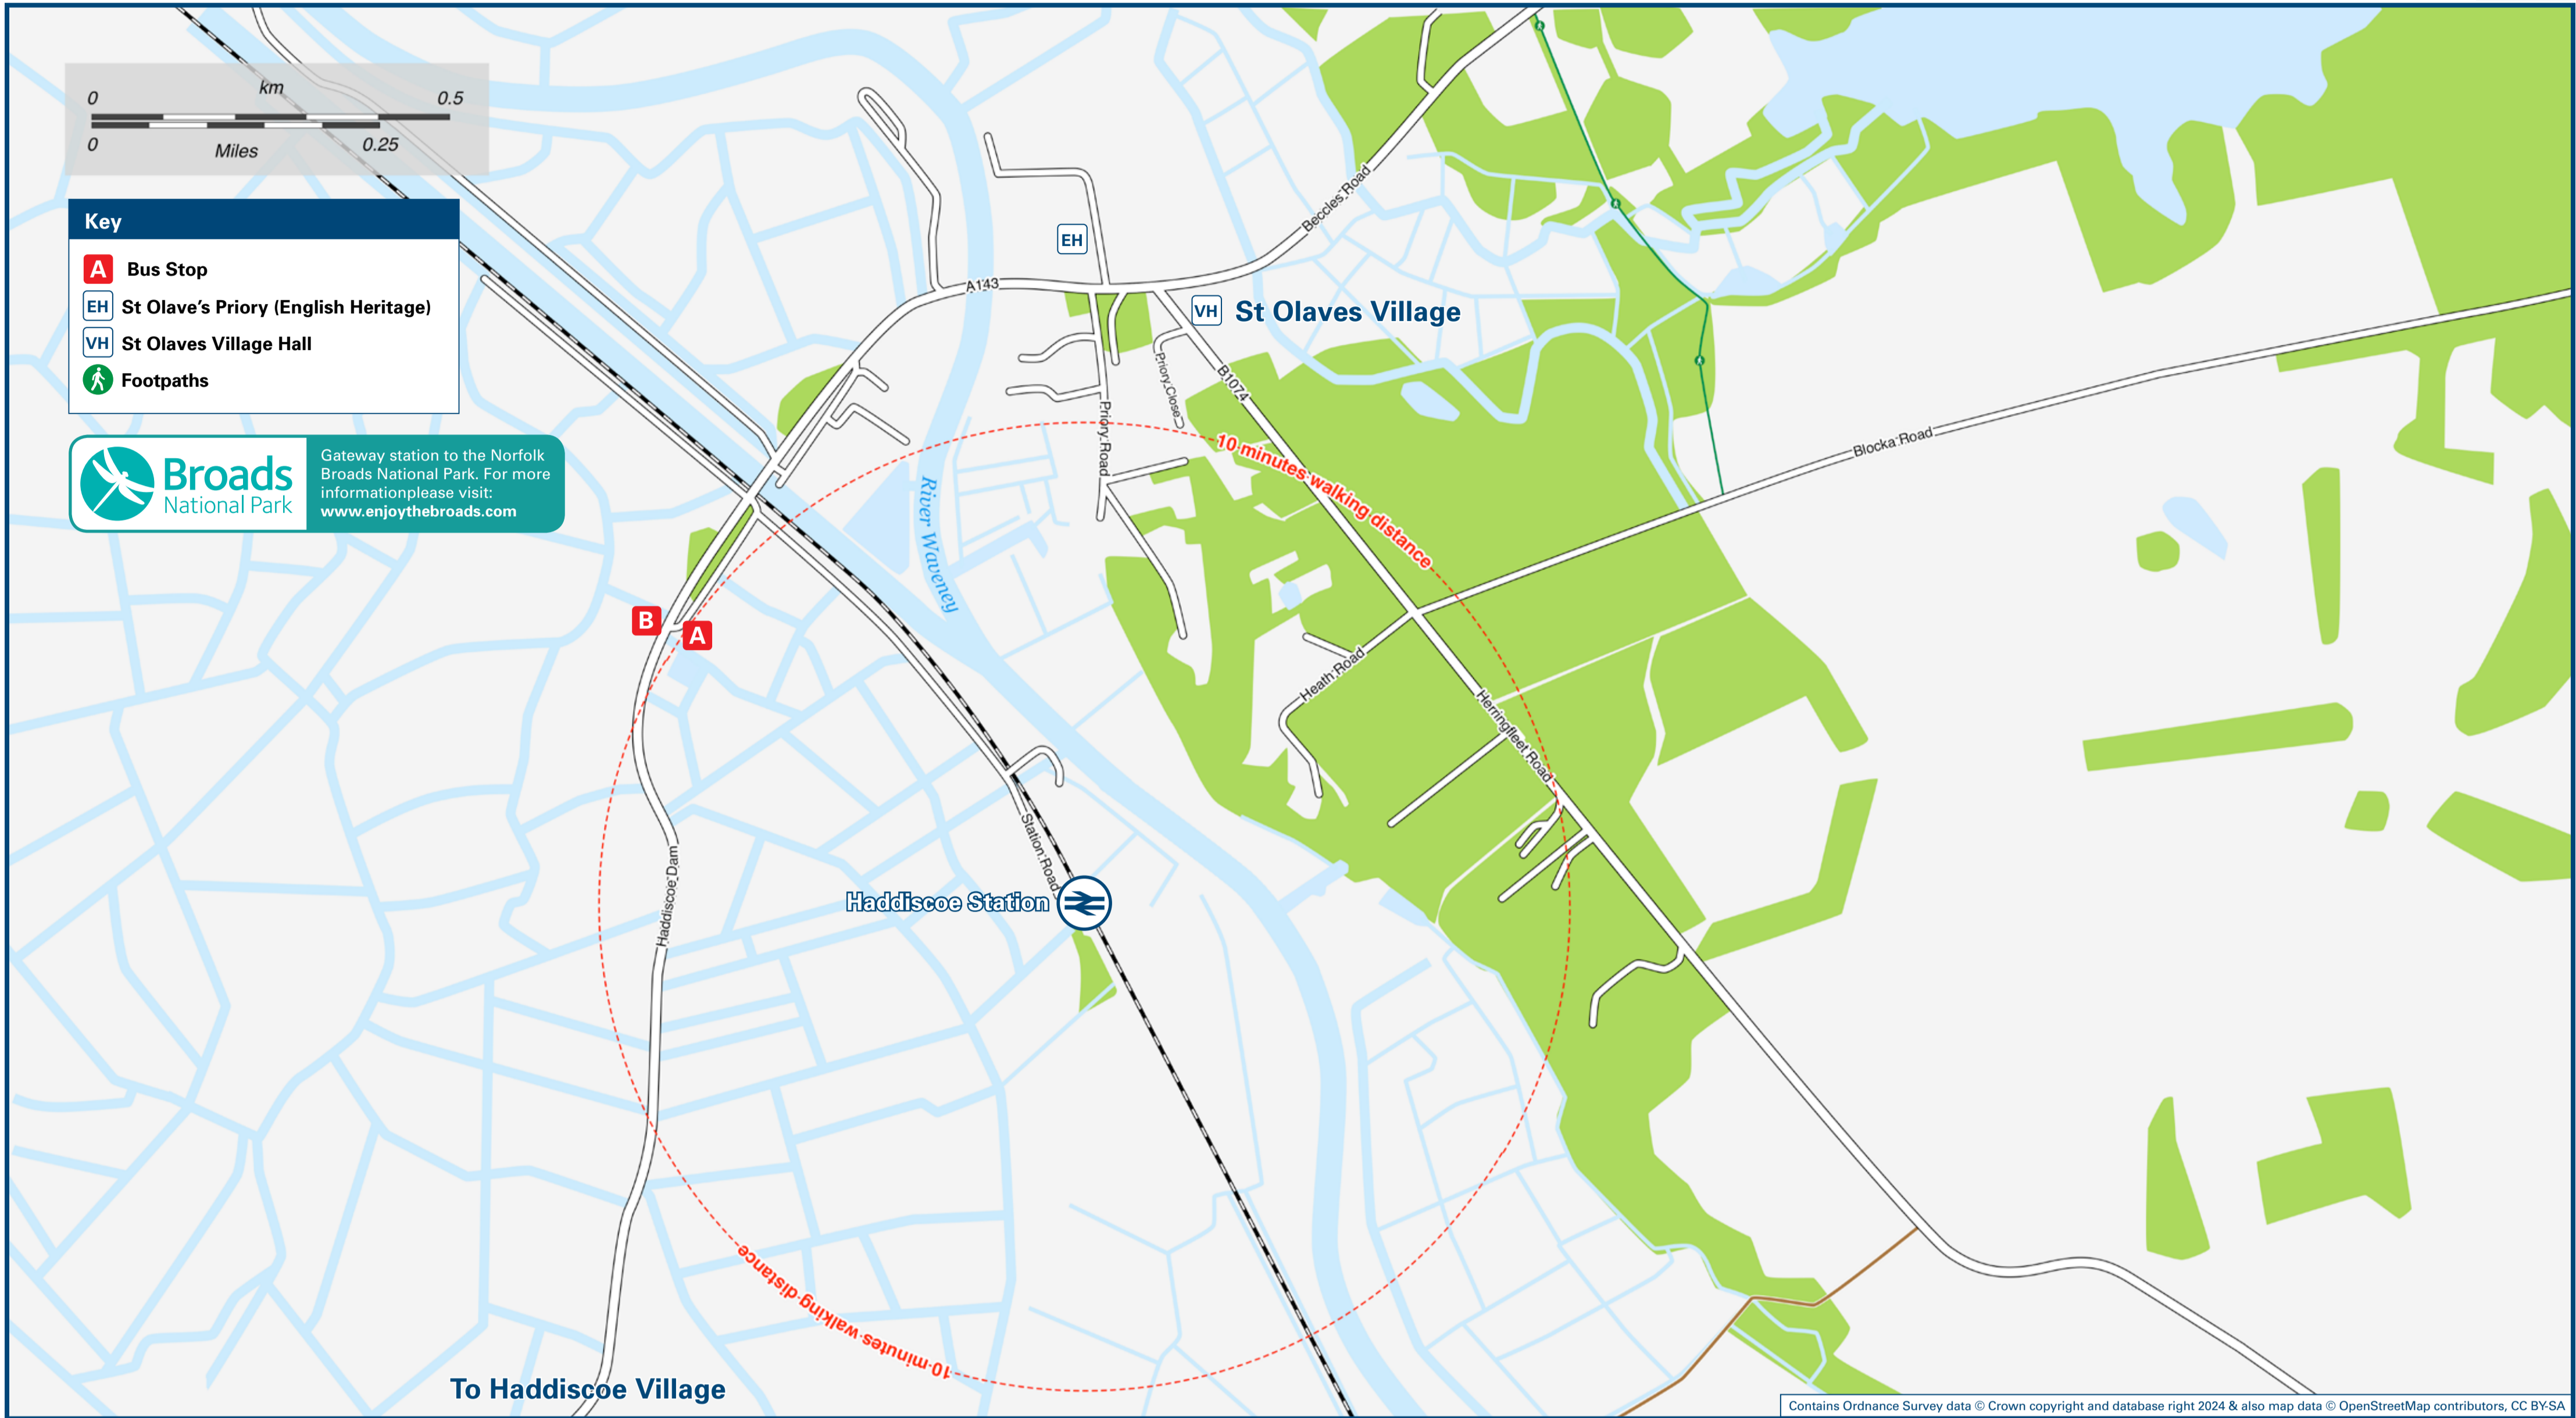 km
0 0.5
0 0.25
Miles
Key
A Bus Stop
EH St Olave's Priory (English Heritage)
VH St Olaves Village Hall
Footpaths
Broads
National Park
Gateway station to the Norfolk
Broads National Park. For more
informationplease visit:
www.enjoythebroads.com
Beccles Road
EH
A143
VH St Olaves Village
Priory Close
B1074
Priory Road
10 minutes walking distance
Blocka Road
River Waveney
B
A
Heath Road
Herringfleet Road
Station Road
Haddiscoe Dam
Haddiscoe Station
10 minutes walking distance
To Haddiscoe Village
Contains Ordnance Survey data © Crown copyright and database right 2024 & also map data © OpenStreetMap contributors, CC BY-SA